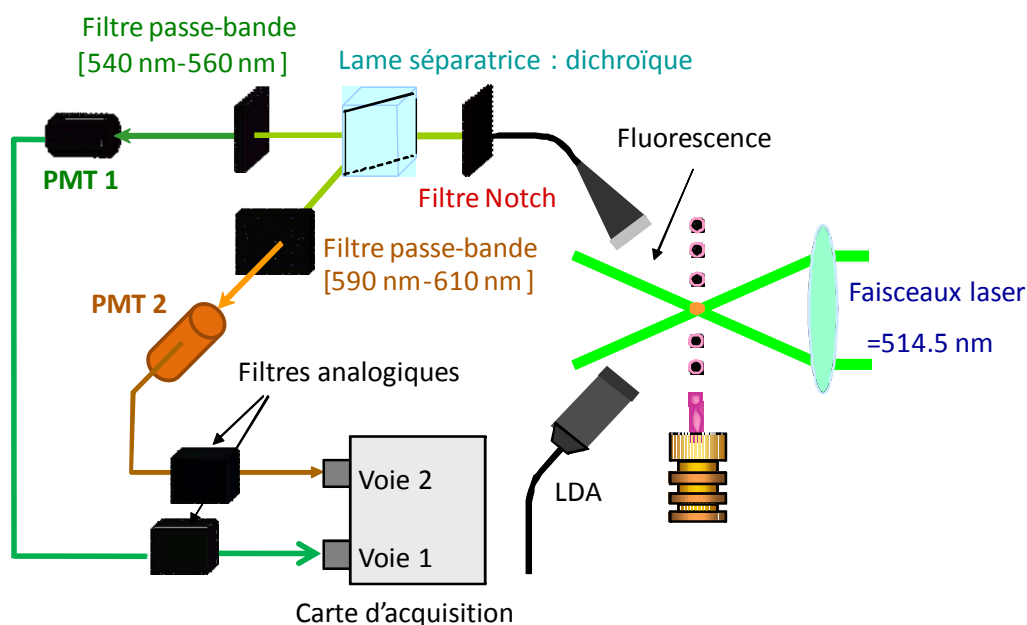 Filtre passe-bande
[540 nm-560 nm ]
Lame séparatrice : dichroïque
Fluorescence
PMT 1
Filtre Notch
Filtre passe-bande
[590 nm-610 nm]
PMT 2
Faisceaux laser
=514.5 nm
Filtres analogiques
Voie 2
LDA
Voie 1
Carte d'acquisition